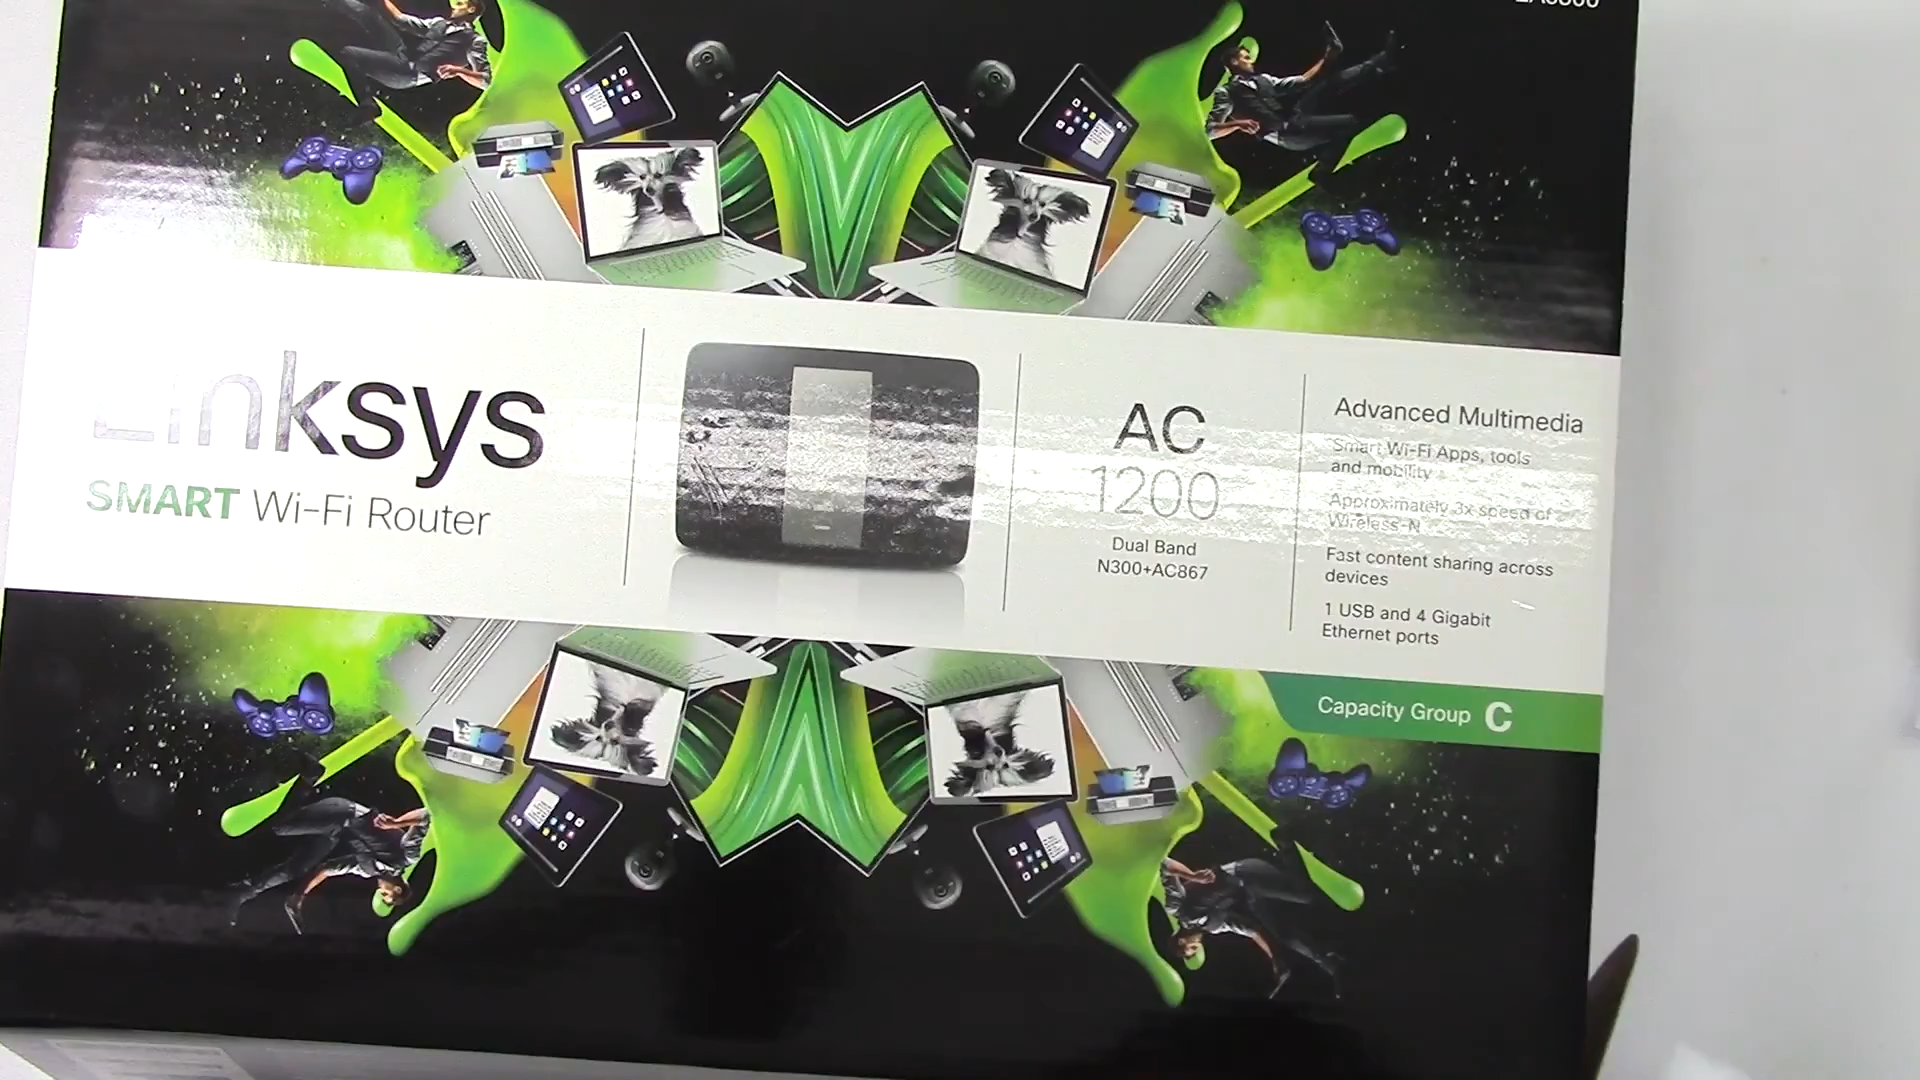 Linksys
SMART Wi-Fi Router
AC
1200
Dual Band
N300+AC867
Advanced Multimedia
Smart Wi-Fi Apps, tools
and mobility
Approximately 3x speed of
Wireless-N
Fast content sharing across
devices
1 USB and 4 Gigabit
Ethernet ports
Capacity Group C